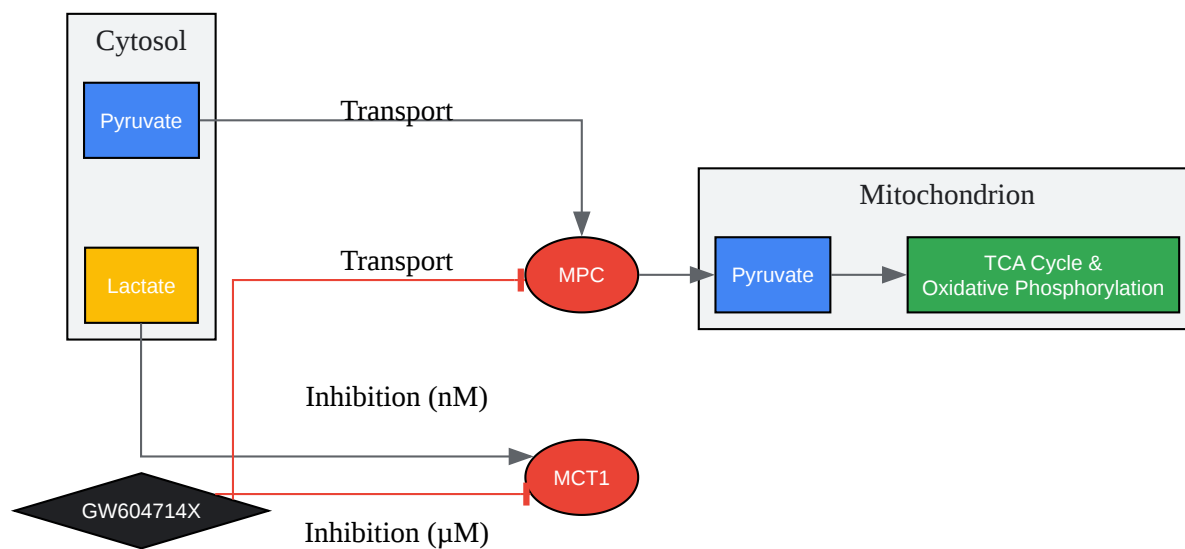 Cytosol
Pyruvate
Transport
Mitochondrion
Lactate
Transport
MPC
Pyruvate
TCA Cycle &
Oxidative Phosphorylation
Inhibition (nM)
MCT1
GW604714X
Inhibition (µM)